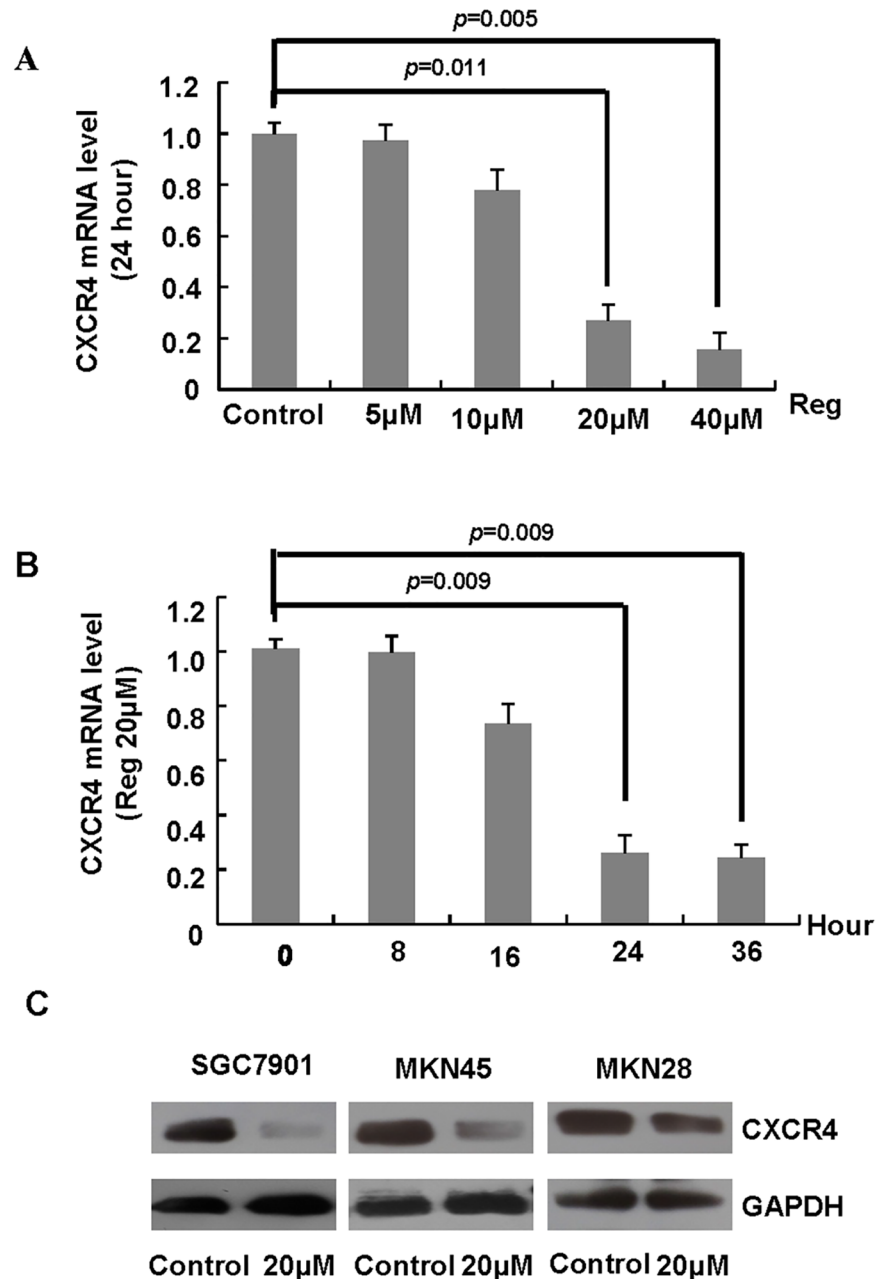 A
p=0.005
p=0.011
CXCR4 mRNA level
(24 hour)
1.2
1.0
0.8
0.6
0.4
0.2
0
Control 5µM 10µM 20µM 40µM Reg
B
p=0.009
p=0.009
CXCR4 mRNA level
(Reg 20µM)
1.2
1.0
0.8
0.6
0.4
0.2
0
0 8 16 24 36 Hour
C
SGC7901 MKN45 MKN28
CXCR4
GAPDH
Control 20µM Control 20µM Control 20µM